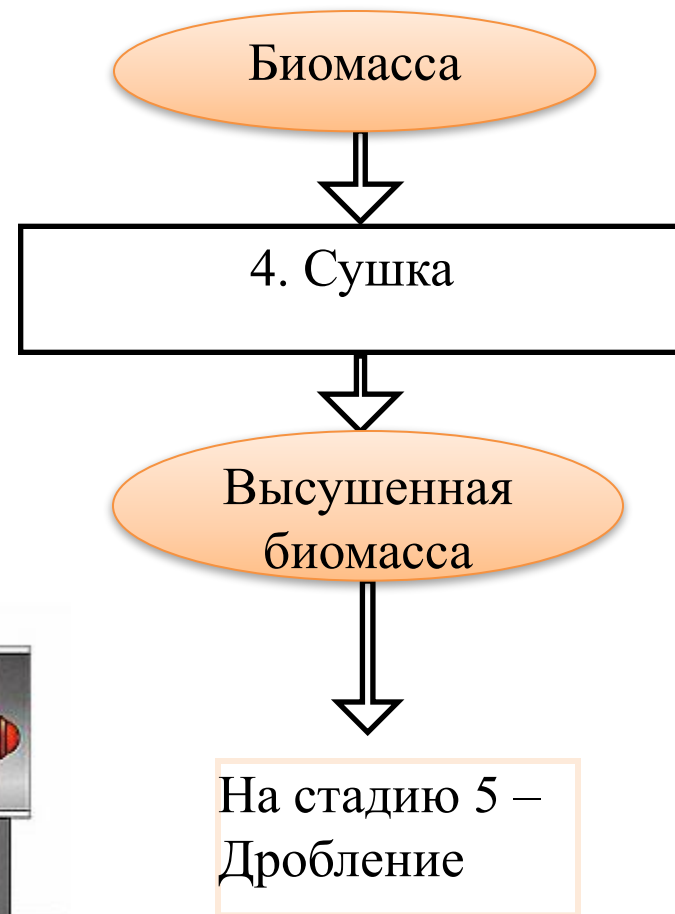 Биомасса
4. Сушка
Высушенная
биомасса
На стадию 5 –
Дробление